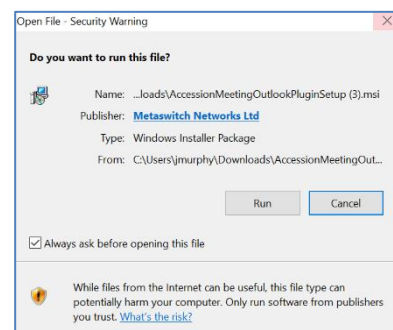 Open File - Security Warning
Do you want to run this file?
Name: ...loads\AccessionMeetingOutlookPluginSetup (3).msi
Publisher: Metaswitch Networks Ltd
Type: Windows Installer Package
From: C:\Users\jmurphy\Downloads\AccessionMeetingOut...
Run Cancel
Always ask before opening this file
While files from the Internet can be useful, this file type can
potentially harm your computer. Only run software from publishers
you trust. What's the risk?